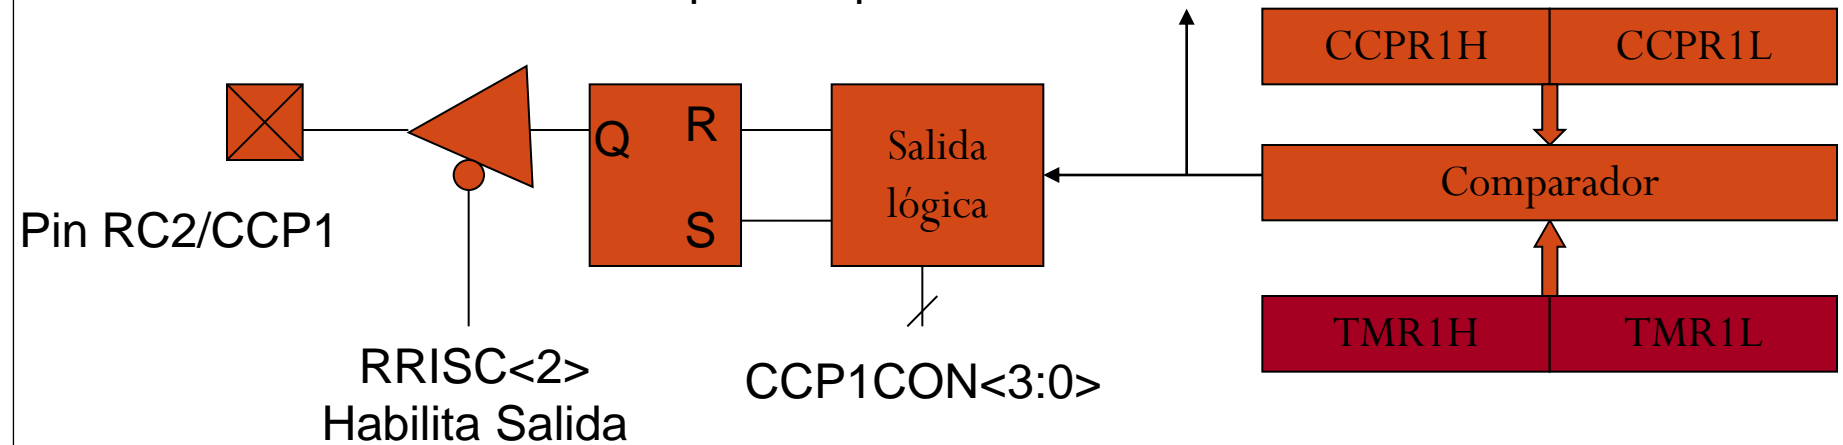 CCPR1H CCPR1L
Q R
Salida
lógica
Comparador
S
Pin RC2/CCP1
TMR1H TMR1L
RRISC<2>
Habilita Salida
CCP1CON<3:0>